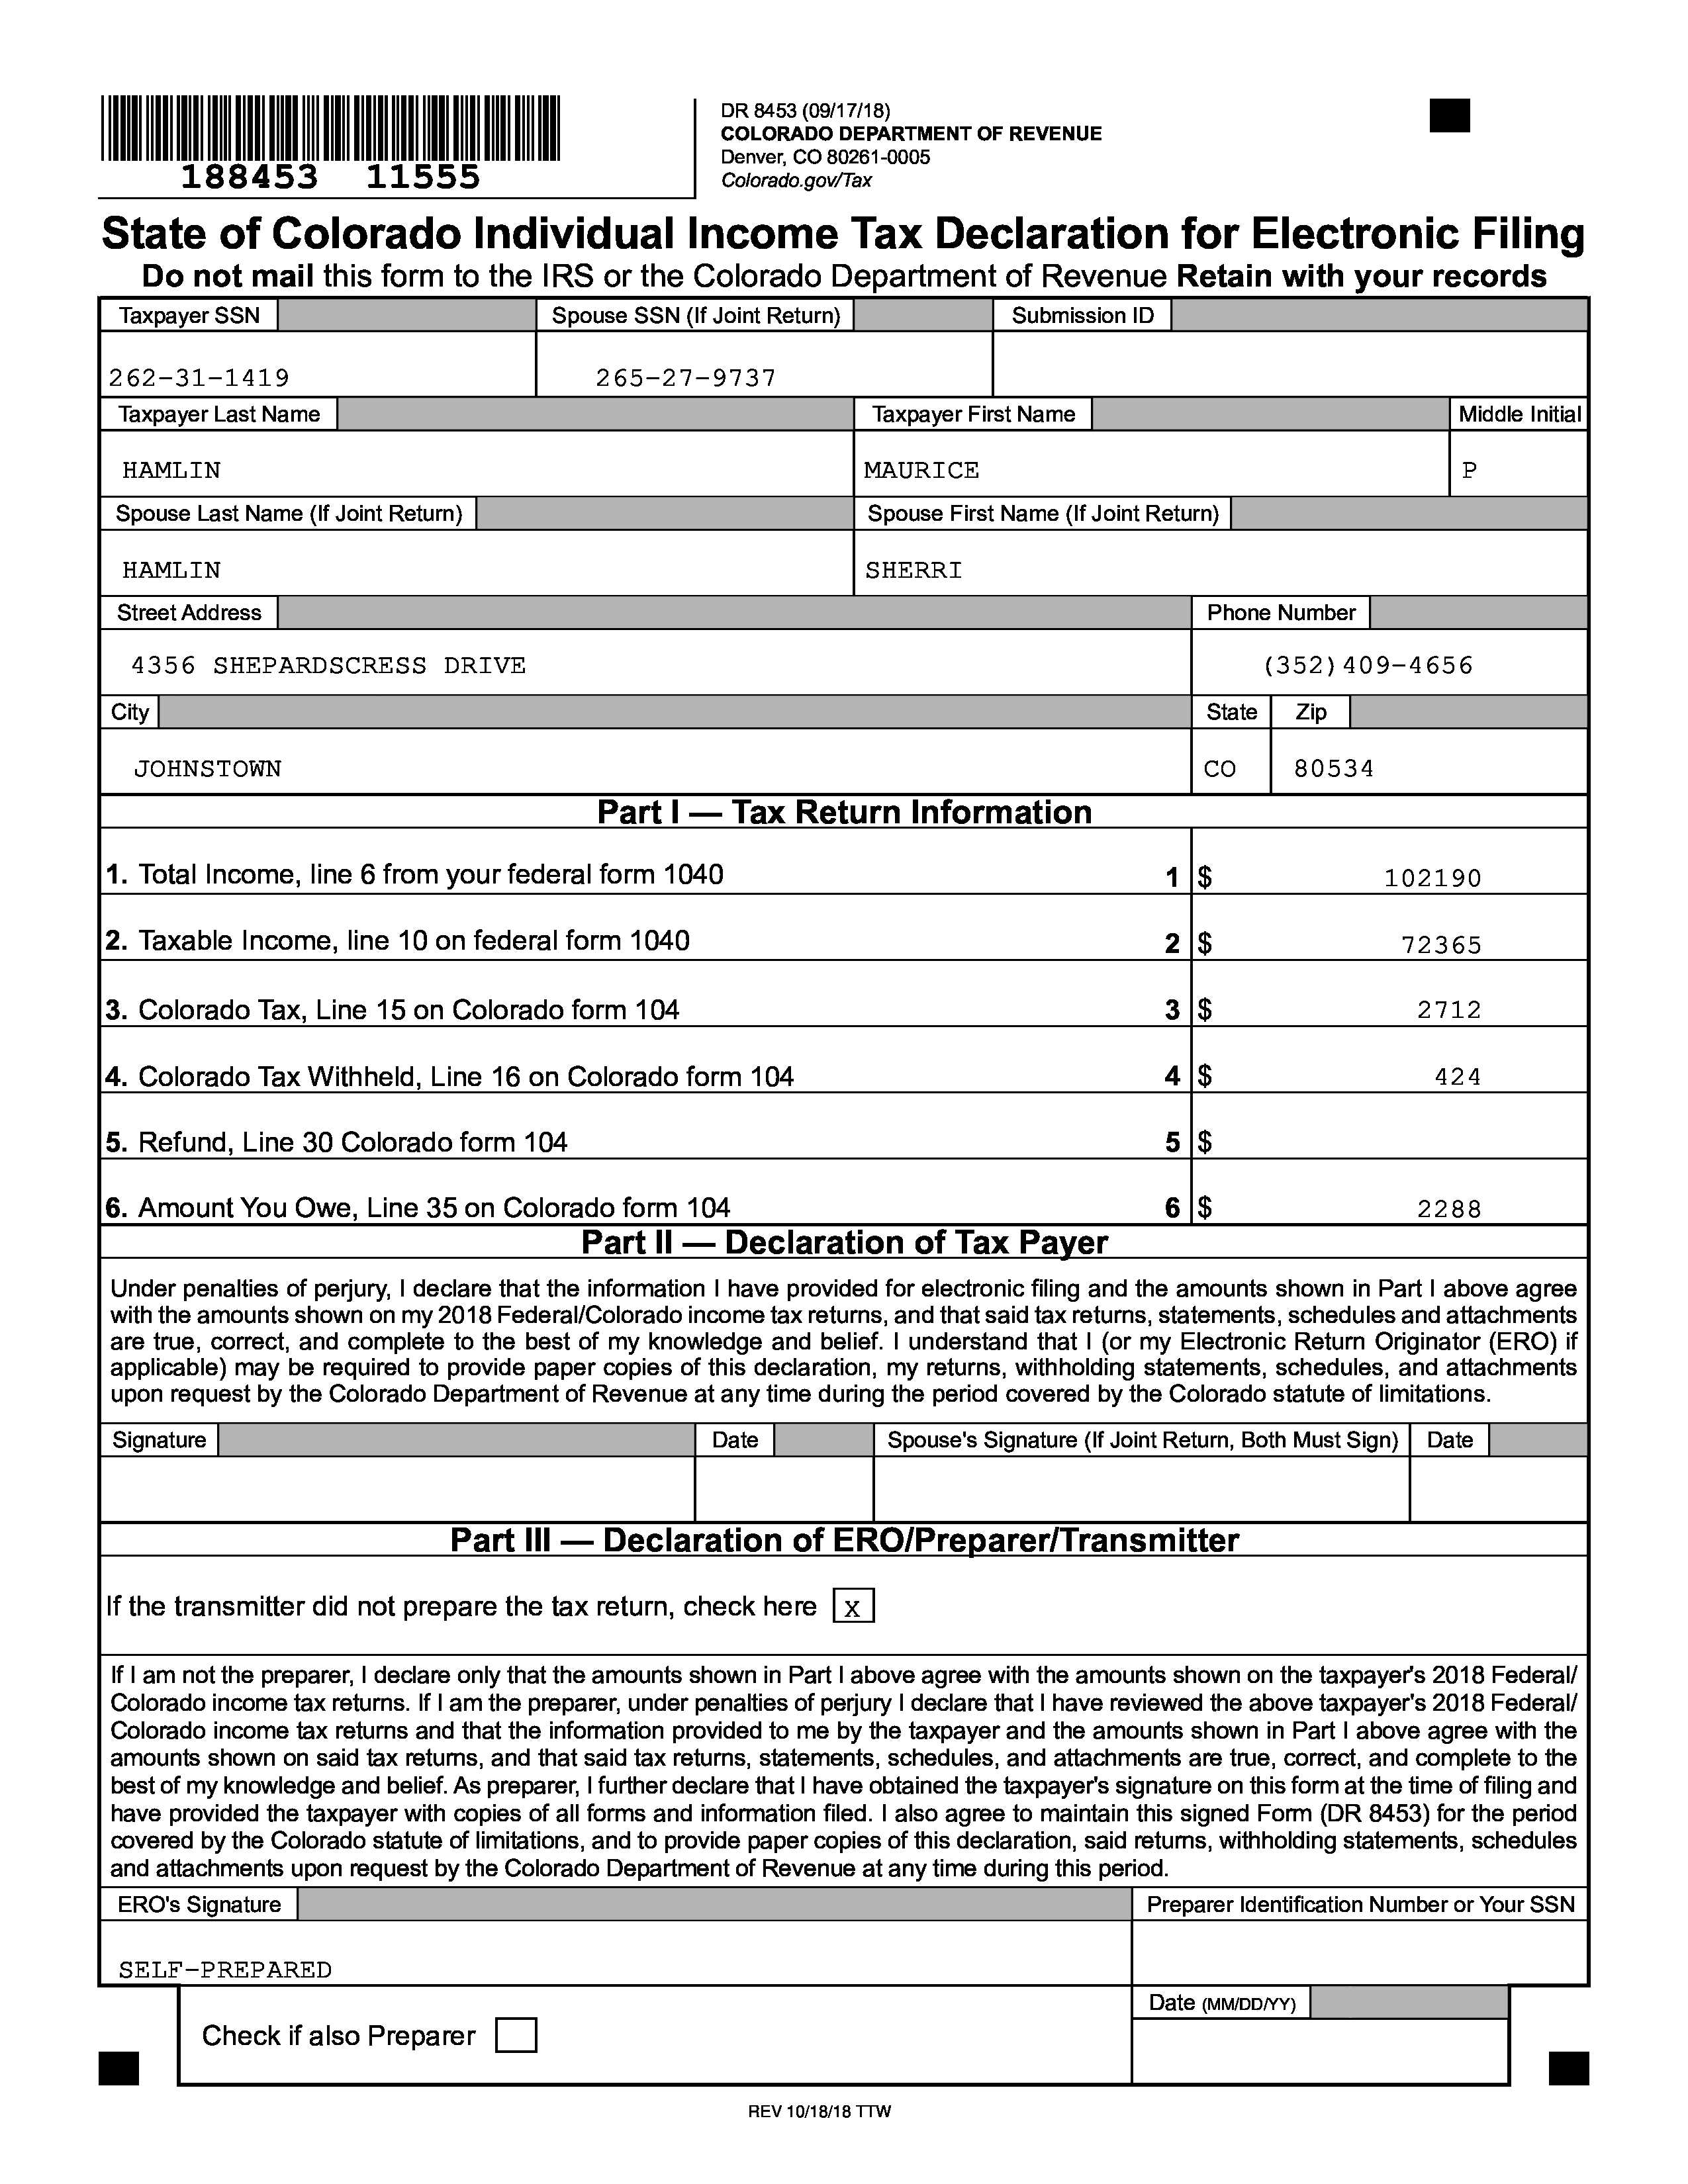 DR 8453 (09/17/18)
COLORADO DEPARTMENT OF REVENUE
Denver, CO 80261-0005
Colorado.gov/Tax
188453 11555
State of Colorado Individual Income Tax Declaration for Electronic Filing
Do not mail this form to the IRS or the Colorado Department of Revenue Retain with your records
Taxpayer SSN Spouse SSN (If Joint Return) Submission ID
262-31-1419 265-27-9737
Taxpayer Last Name Taxpayer First Name Middle Initial
HAMLIN MAURICE P
Spouse Last Name (If Joint Return) Spouse First Name (If Joint Return)
HAMLIN SHERRI
Street Address Phone Number
4356 SHEPARDSCRESS DRIVE (352)409-4656
City State Zip
JOHNSTOWN CO 80534
Part I — Tax Return Information
1. Total Income, line 6 from your federal form 1040 1 $ 102190
2. Taxable Income, line 10 on federal form 1040 2 $ 72365
3. Colorado Tax, Line 15 on Colorado form 104 3 $ 2712
4. Colorado Tax Withheld, Line 16 on Colorado form 104 4 $ 424
5. Refund, Line 30 Colorado form 104 5 $
6. Amount You Owe, Line 35 on Colorado form 104 6 $ 2288
Part II — Declaration of Tax Payer
Under penalties of perjury, I declare that the information I have provided for electronic filing and the amounts shown in Part I above agree
with the amounts shown on my 2018 Federal/Colorado income tax returns, and that said tax returns, statements, schedules and attachments
are true, correct, and complete to the best of my knowledge and belief. I understand that I (or my Electronic Return Originator (ERO) if
applicable) may be required to provide paper copies of this declaration, my returns, withholding statements, schedules, and attachments
upon request by the Colorado Department of Revenue at any time during the period covered by the Colorado statute of limitations.
Signature Date Spouse's Signature (If Joint Return, Both Must Sign) Date
Part III — Declaration of ERO/Preparer/Transmitter
If the transmitter did not prepare the tax return, check here X
If I am not the preparer, I declare only that the amounts shown in Part I above agree with the amounts shown on the taxpayer's 2018 Federal/
Colorado income tax returns. If I am the preparer, under penalties of perjury I declare that I have reviewed the above taxpayer's 2018 Federal/
Colorado income tax returns and that the information provided to me by the taxpayer and the amounts shown in Part I above agree with the
amounts shown on said tax returns, and that said tax returns, statements, schedules, and attachments are true, correct, and complete to the
best of my knowledge and belief. As preparer, I further declare that I have obtained the taxpayer's signature on this form at the time of filing and
have provided the taxpayer with copies of all forms and information filed. I also agree to maintain this signed Form (DR 8453) for the period
covered by the Colorado statute of limitations, and to provide paper copies of this declaration, said returns, withholding statements, schedules
and attachments upon request by the Colorado Department of Revenue at any time during this period.
ERO's Signature Preparer Identification Number or Your SSN
SELF-PREPARED
Date (MM/DD/YY)
Check if also Preparer
REV 10/18/18 TTW